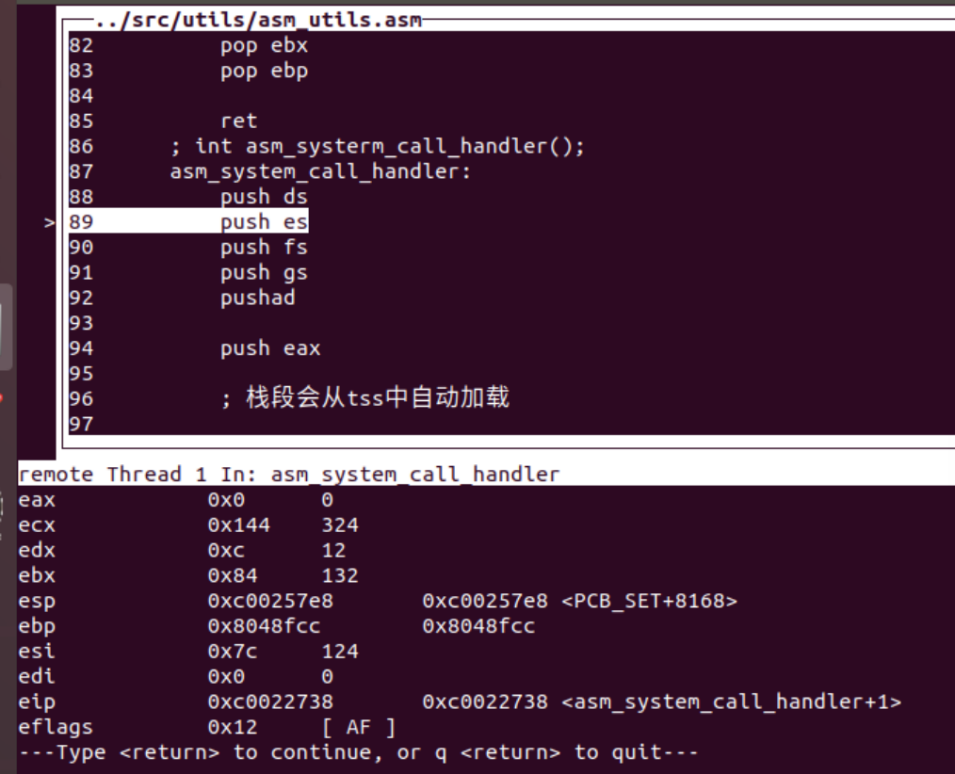 ../src/utils/asm_utils.asm
82 pop ebx
83 pop ebp
84
85 ret
86 ; int asm_systerm_call_handler();
87 asm_system_call_handler:
88 push ds
> 89 push es
90 push fs
91 push gs
92 pushad
93
94 push eax
95
96 ; 栈段会从tss中自动加载
97
remote Thread 1 In: asm_system_call_handler
eax 0x0 0
ecx 0x144 324
edx 0xc 12
ebx 0x84 132
esp 0xc00257e8 0xc00257e8 <PCB_SET+8168>
ebp 0x8048fcc 0x8048fcc
esi 0x7c 124
edi 0x0 0
eip 0xc0022738 0xc0022738 <asm_system_call_handler+1>
eflags 0x12 [ AF ]
---Type <return> to continue, or q <return> to quit---